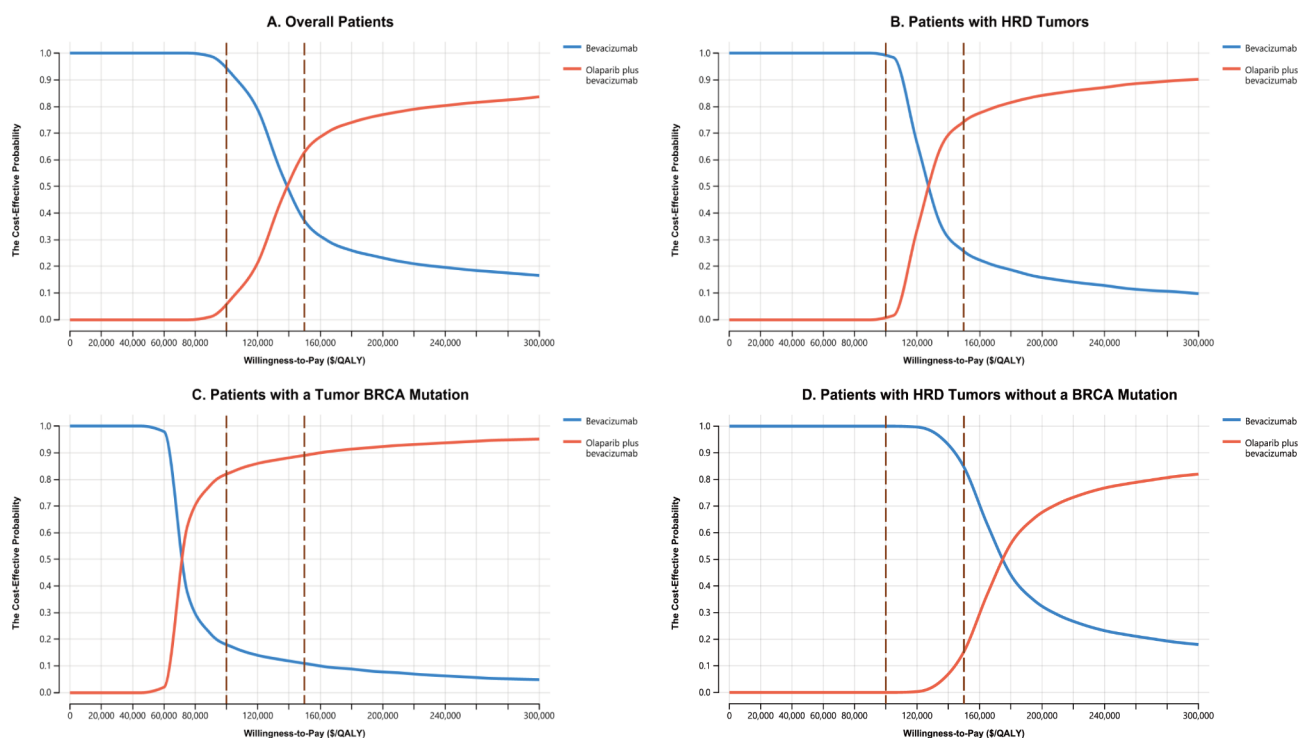 A. Overall Patients
The Cost-Effective Probability
1.0
0.9
0.8
0.7
0.6
0.5
0.4
0.3
0.2
0.1
0.0
0 20,000 40,000 60,000 80,000 120,000 160,000 200,000 240,000 300,000
Willingness-to-Pay ($/QALY)
Bevacizumab
Olaparib plus
bevacizumab
B. Patients with HRD Tumors
The Cost-Effective Probability
1.0
0.9
0.8
0.7
0.6
0.5
0.4
0.3
0.2
0.1
0.0
0 20,000 40,000 60,000 80,000 120,000 160,000 200,000 240,000 300,000
Willingness-to-Pay ($/QALY)
Bevacizumab
Olaparib plus
bevacizumab
C. Patients with a Tumor BRCA Mutation
The Cost-Effective Probability
1.0
0.9
0.8
0.7
0.6
0.5
0.4
0.3
0.2
0.1
0.0
0 20,000 40,000 60,000 80,000 120,000 160,000 200,000 240,000 300,000
Willingness-to-Pay ($/QALY)
Bevacizumab
Olaparib plus
bevacizumab
D. Patients with HRD Tumors without a BRCA Mutation
The Cost-Effective Probability
1.0
0.9
0.8
0.7
0.6
0.5
0.4
0.3
0.2
0.1
0.0
0 20,000 40,000 60,000 80,000 120,000 160,000 200,000 240,000 300,000
Willingness-to-Pay ($/QALY)
Bevacizumab
Olaparib plus
bevacizumab